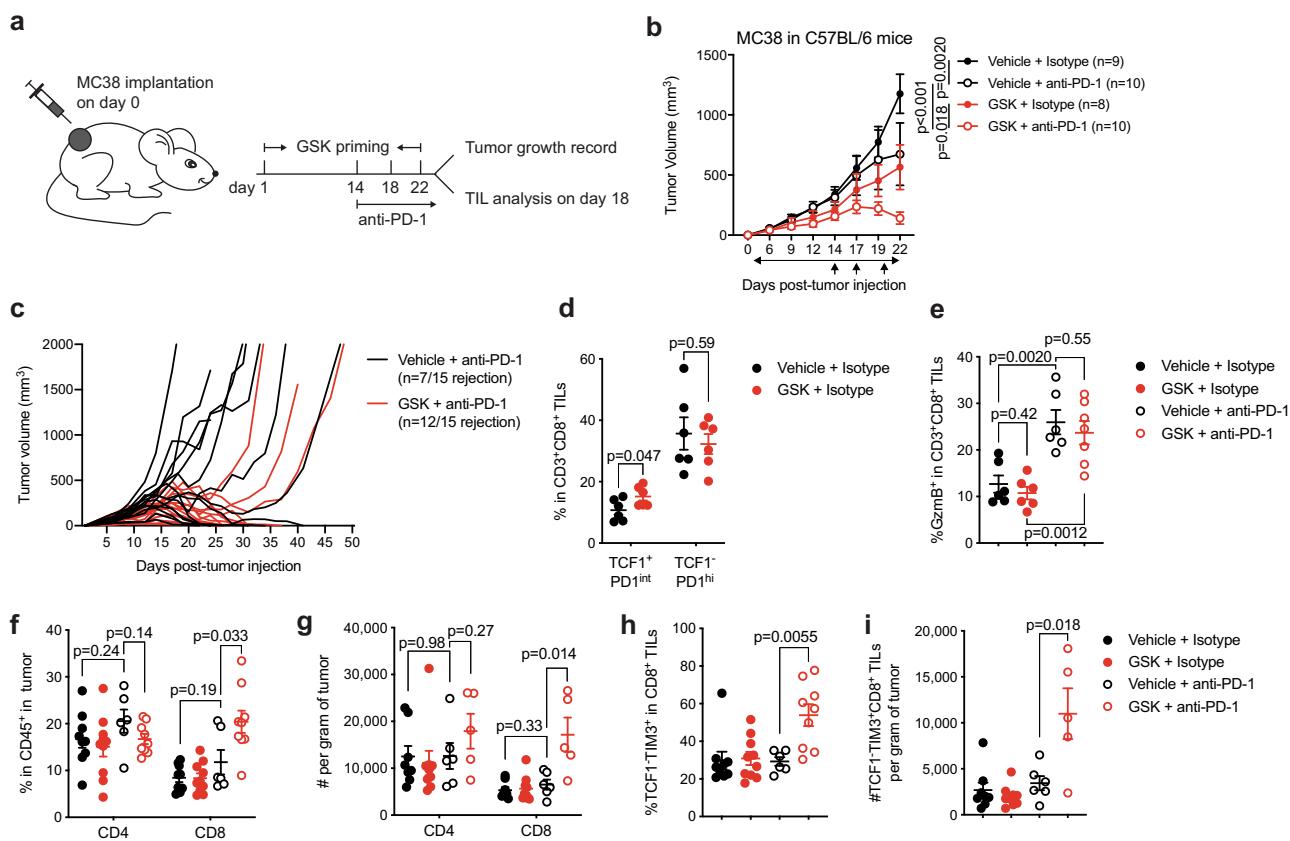 a
MC38 implantation
on day 0
GSK priming
day
1
14
18
22
anti-PD-1
Tumor growth record
TIL analysis on day 18
b
MC38 in C57BL/6 mice
Tumor Volume (mm³)
1500
1000
500
0
0 6 9 12 14 17 19 22
Days post-tumor injection
Vehicle + Isotype (n=9)
Vehicle + anti-PD-1 (n=10)
GSK + Isotype (n=8)
GSK + anti-PD-1 (n=10)
p=0.0020
p<0.001
p=0.018
c
Tumor volume (mm³)
2000
1500
1000
500
0
5 10 15 20 25 30 35 40 45 50
Days post-tumor injection
Vehicle + anti-PD-1
(n=7/15 rejection)
GSK + anti-PD-1
(n=12/15 rejection)
d
% in CD3⁺CD8⁺ TILs
60
40
20
0
p=0.59
p=0.047
TCF1⁺
PD1ⁱⁿᵗ
TCF1⁻
PD1ʰⁱ
Vehicle + Isotype
GSK + Isotype
e
%GzmB⁺ in CD3⁺CD8⁺ TILs
40
30
20
10
0
p=0.55
p=0.0020
p=0.42
p=0.0012
Vehicle + Isotype
GSK + Isotype
Vehicle + anti-PD-1
GSK + anti-PD-1
f
% in CD45⁺ in tumor
40
30
20
10
0
p=0.14
p=0.24
p=0.033
p=0.19
CD4
CD8
g
# per gram of tumor
40,000
30,000
20,000
10,000
0
p=0.98
p=0.27
p=0.014
p=0.33
CD4
CD8
h
%TCF1⁻TIM3⁺ in CD8⁺ TILs
100
80
60
40
20
0
p=0.0055
i
#TCF1⁻TIM3⁺CD8⁺ TILs
per gram of tumor
20,000
15,000
10,000
5,000
0
p=0.018
Vehicle + Isotype
GSK + Isotype
Vehicle + anti-PD-1
GSK + anti-PD-1